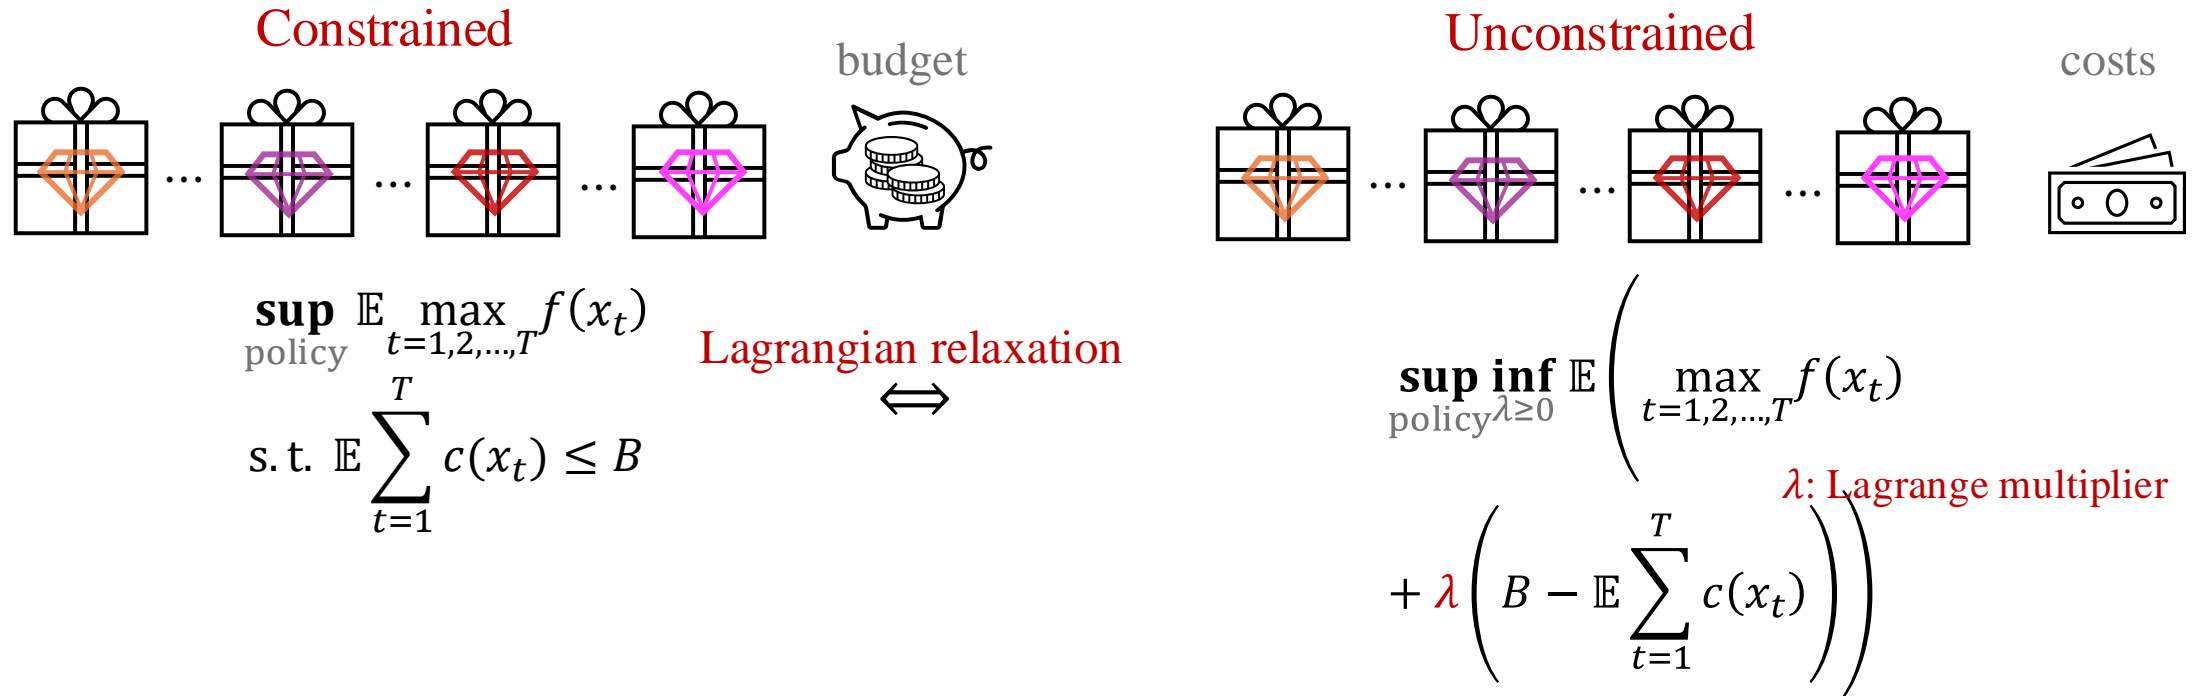 Constrained
budget
... ... ...
sup 𝔼 max f(x_t)
policy t=1,2,...,T
s.t. 𝔼 ∑_{t=1}^{T} c(x_t) ≤ B
Lagrangian relaxation
⟺
Unconstrained
costs
... ... ...
sup inf 𝔼 ( max f(x_t)
policy λ≥0 t=1,2,...,T
λ: Lagrange multiplier
+ λ ( B − 𝔼 ∑_{t=1}^{T} c(x_t) ) )